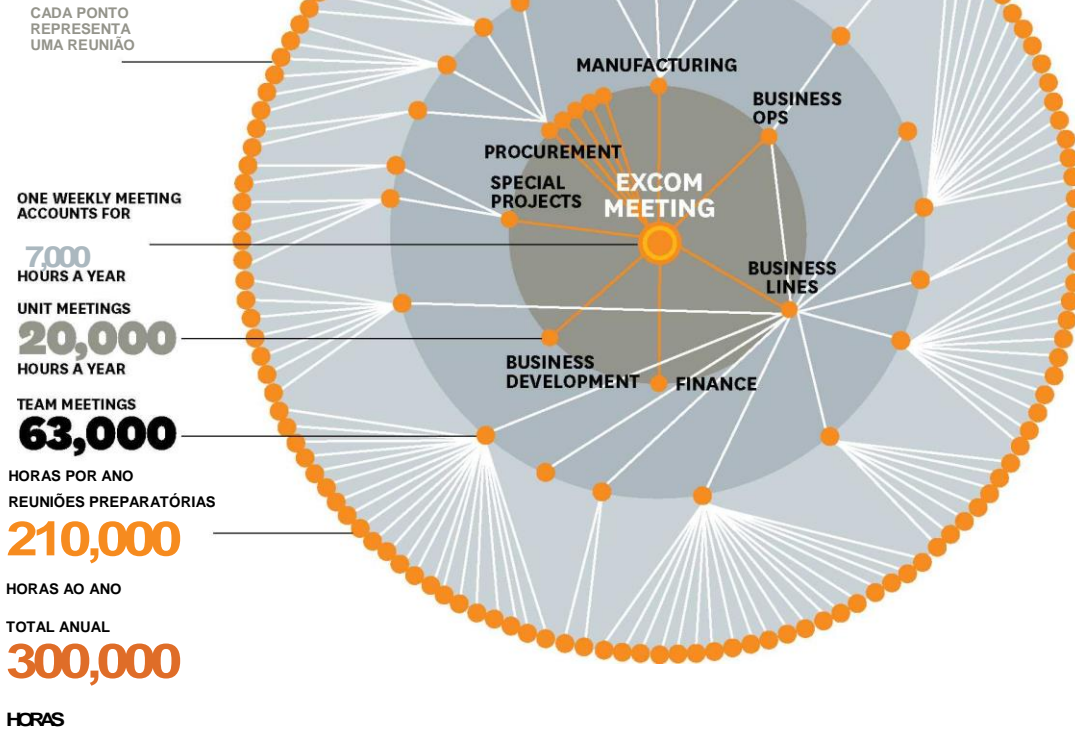 CADA PONTO
REPRESENTA
UMA REUNIÃO
MANUFACTURING
BUSINESS
OPS
PROCUREMENT
SPECIAL
PROJECTS
EXCOM
MEETING
BUSINESS
LINES
BUSINESS
DEVELOPMENT
FINANCE
ONE WEEKLY MEETING
ACCOUNTS FOR
7,000
HOURS A YEAR
UNIT MEETINGS
20,000
HOURS A YEAR
TEAM MEETINGS
63,000
HORAS POR ANO
REUNIÕES PREPARATÓRIAS
210,000
HORAS AO ANO
TOTAL ANUAL
300,000
HORAS